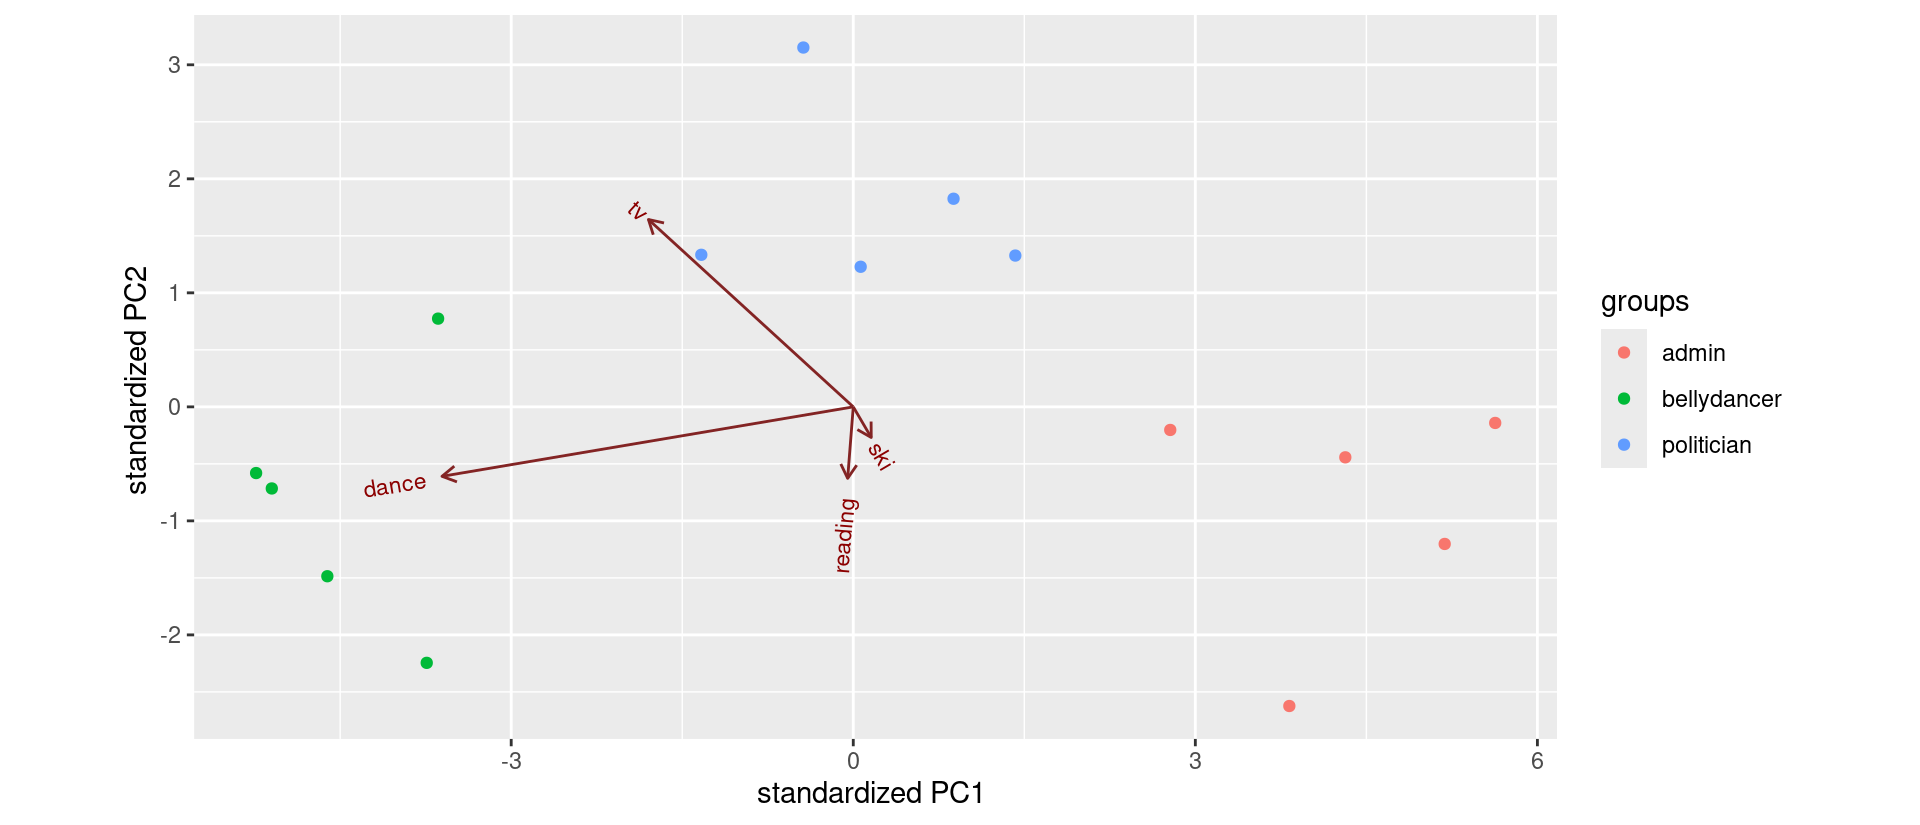 standardized PC2
3
2
1
0
-1
-2
tv
dance
ski
reading
-3
0
3
6
standardized PC1
groups
admin
bellydancer
politician